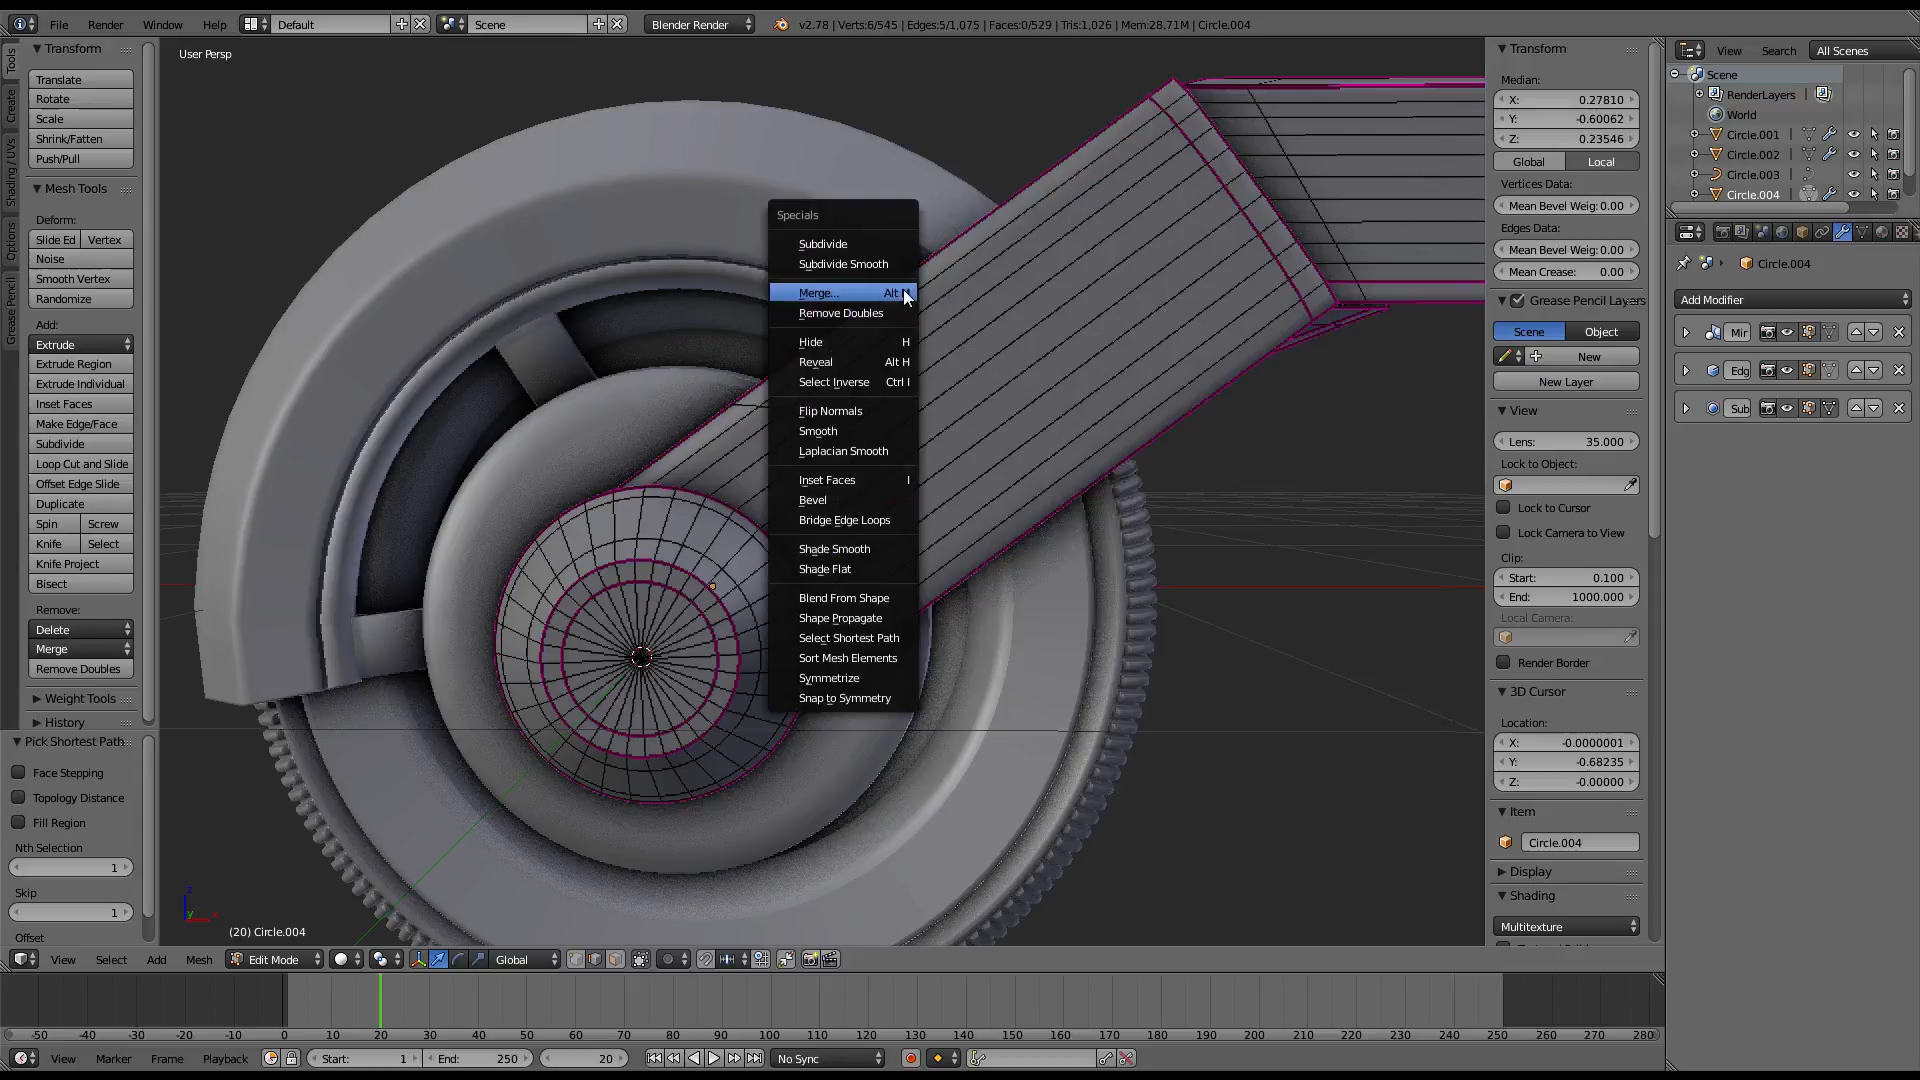 File Render Window Help Default Scene Blender Render v2.78 | Verts:6/545 | Edges:5/1,075 | Faces:0/529 | Tris:1,026 | Mem:28.71M | Circle.004
Tools
Create
Shading / UVs
Options
Grease Pencil
Transform
Translate
Rotate
Scale
Shrink/Fatten
Push/Pull
Mesh Tools
Deform:
Slide Ed Vertex
Noise
Smooth Vertex
Randomize
Add:
Extrude
Extrude Region
Extrude Individual
Inset Faces
Make Edge/Face
Subdivide
Loop Cut and Slide
Offset Edge Slide
Duplicate
Spin Screw
Knife Select
Knife Project
Bisect
Remove:
Delete
Merge
Remove Doubles
Weight Tools
History
Pick Shortest Path
Face Stepping
Topology Distance
Fill Region
Nth Selection
1
Skip
1
Offset
User Persp
Specials
Subdivide
Subdivide Smooth
Merge... Alt
Remove Doubles
Hide H
Reveal Alt H
Select Inverse Ctrl I
Flip Normals
Smooth
Laplacian Smooth
Inset Faces I
Bevel
Bridge Edge Loops
Shade Smooth
Shade Flat
Blend From Shape
Shape Propagate
Select Shortest Path
Sort Mesh Elements
Symmetrize
Snap to Symmetry
z
x
y
(20) Circle.004
Transform
Median:
X: 0.27810
Y: -0.60062
Z: 0.23546
Global Local
Vertices Data:
Mean Bevel Weig: 0.00
Edges Data:
Mean Bevel Weig: 0.00
Mean Crease: 0.00
Grease Pencil Layers
Scene Object
New
New Layer
View
Lens: 35.000
Lock to Object:
Lock to Cursor
Lock Camera to View
Clip:
Start: 0.100
End: 1000.000
Local Camera:
Render Border
3D Cursor
Location:
X: -0.0000001
Y: -0.68235
Z: -0.00000
Item
Circle.004
Display
Shading
Multitexture
View Search All Scenes
Scene
RenderLayers
World
Circle.001
Circle.002
Circle.003
Circle.004
Circle.004
Add Modifier
Mir
Edg
Sub
View Select Add Mesh Edit Mode Global
-50 -40 -30 -20 -10 0 10 20 30 40 50 60 70 80 90 100 110 120 130 140 150 160 170 180 190 200 210 220 230 240 250 260 270 280
View Marker Frame Playback Start: 1 End: 250 20 No Sync